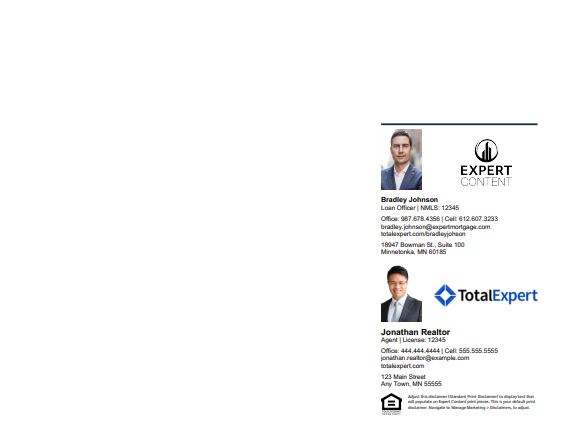 EXPERT
CONTENT
Bradley Johnson
Loan Officer | NMLS: 12345
Office: 987.678.4356 | Cell: 612.607.3233
bradley.johnson@expertmortgage.com
totalexpert.com/bradleyjohson
18947 Bowman St., Suite 100
Minnetonka, MN 60185
TotalExpert
Jonathan Realtor
Agent | License: 12345
Office: 444.444.4444 | Cell: 555.555.5555
jonathan.realtor@example.com
totalexpert.com
123 Main Street
Any Town, MN 55555
Adjust this disclaimer (Standard Print Disclaimer) to display text that
will populate on Expert Content print pieces. This is your default print
disclaimer. Navigate to Manage Marketing > Disclaimers, to adjust.